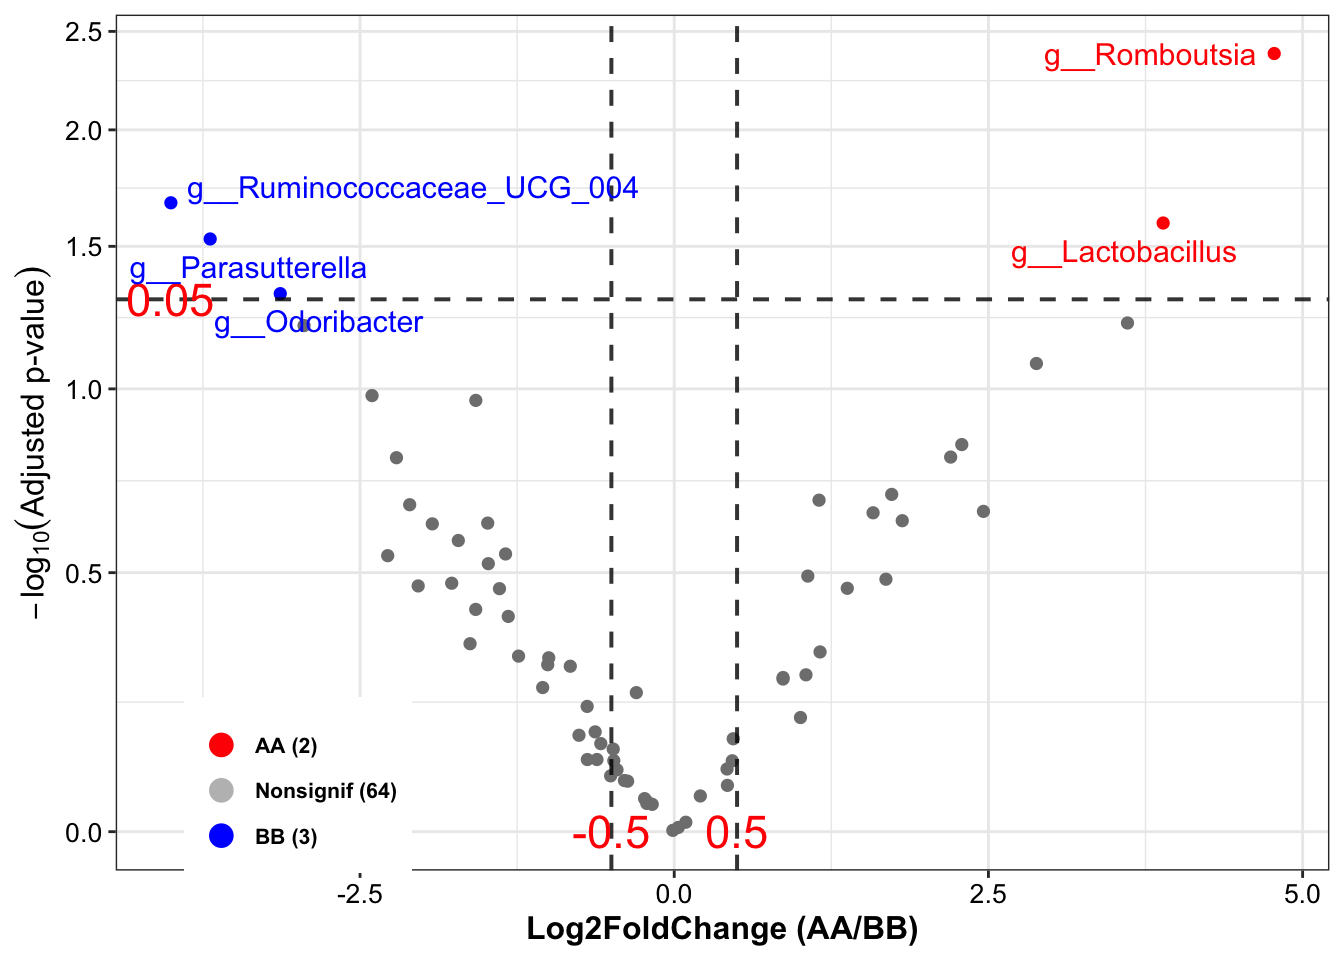 2.5
g__Romboutsia
2.0
g__Ruminococcaceae_UCG_004
1.5
g__Lactobacillus
g__Parasutterella
0.05
g__Odoribacter
1.0
0.5
0.0
−log10(Adjusted p-value)
AA (2)
Nonsignif (64)
BB (3)
-0.5
0.5
-2.5
0.0
2.5
5.0
Log2FoldChange (AA/BB)